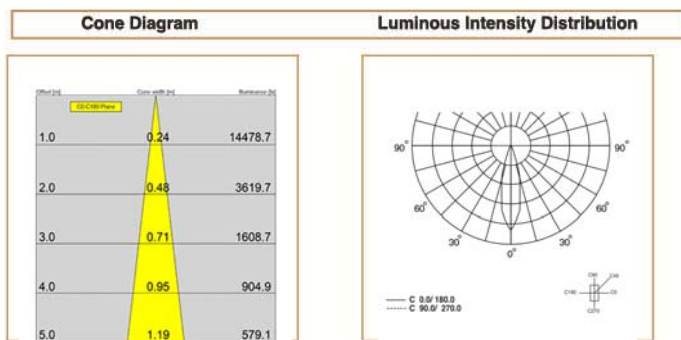 Cone Diagram
Luminous Intensity Distribution
Offset [m] Cone width [m] Illuminance [lx]
C0-C180 Plane
1.0 0.24 14478.7
2.0 0.48 3619.7
3.0 0.71 1608.7
4.0 0.95 904.9
5.0 1.19 579.1
90° 90°
60° 60°
30° 30°
0°
C 0.0/ 180.0
C 90.0/ 270.0
C90
C180 C0
C270